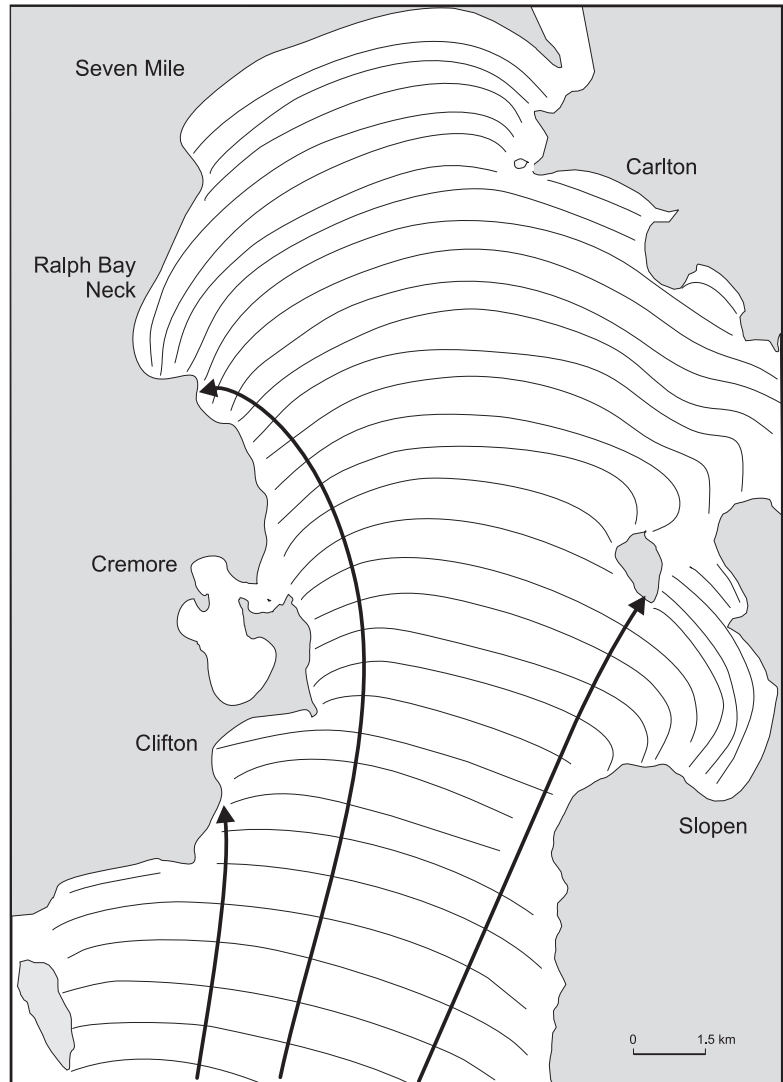 Seven Mile
Carlton
Ralph Bay
Neck
Cremore
Clifton
Slopen
0 1.5 km